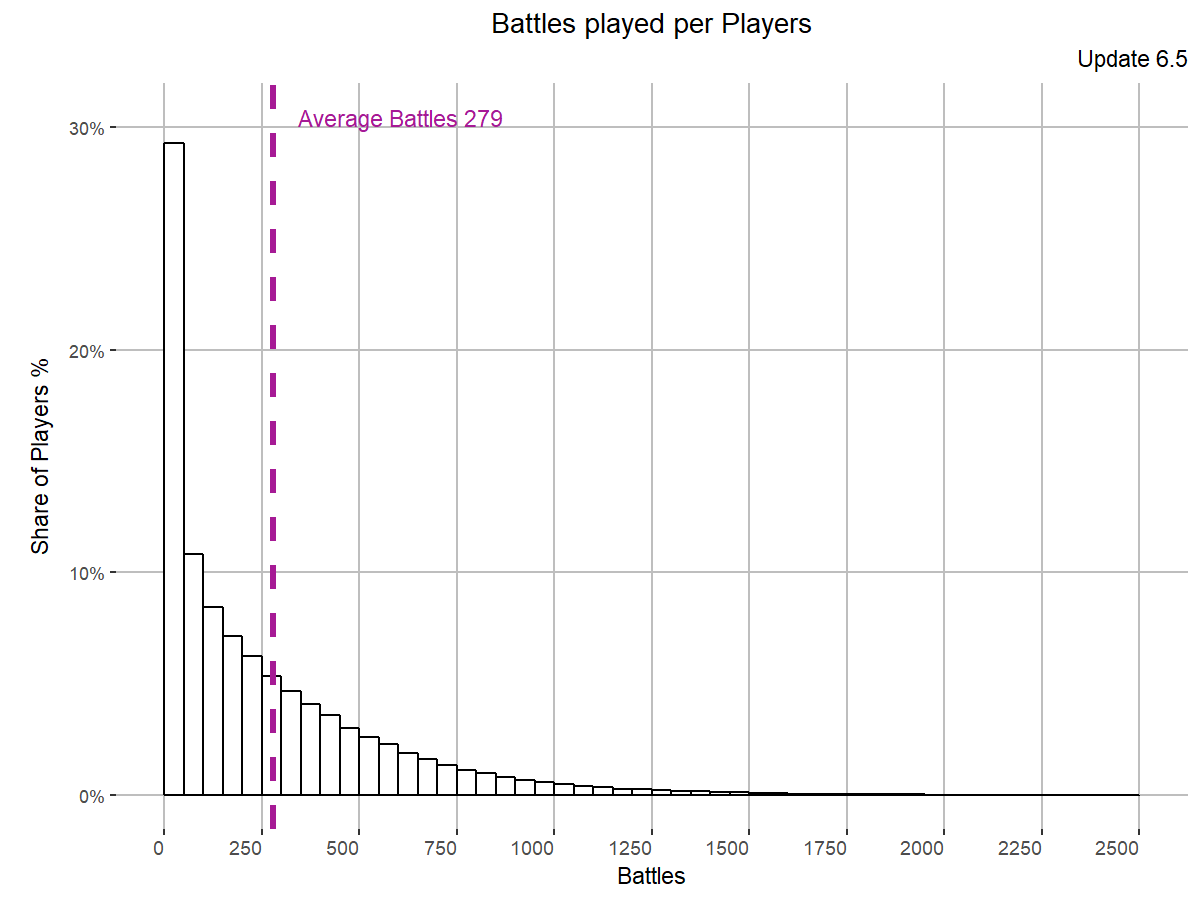 Battles played per Players
Update 6.5
Average Battles 279
30%
20%
10%
0%
Share of Players %
0 250 500 750 1000 1250 1500 1750 2000 2250 2500
Battles